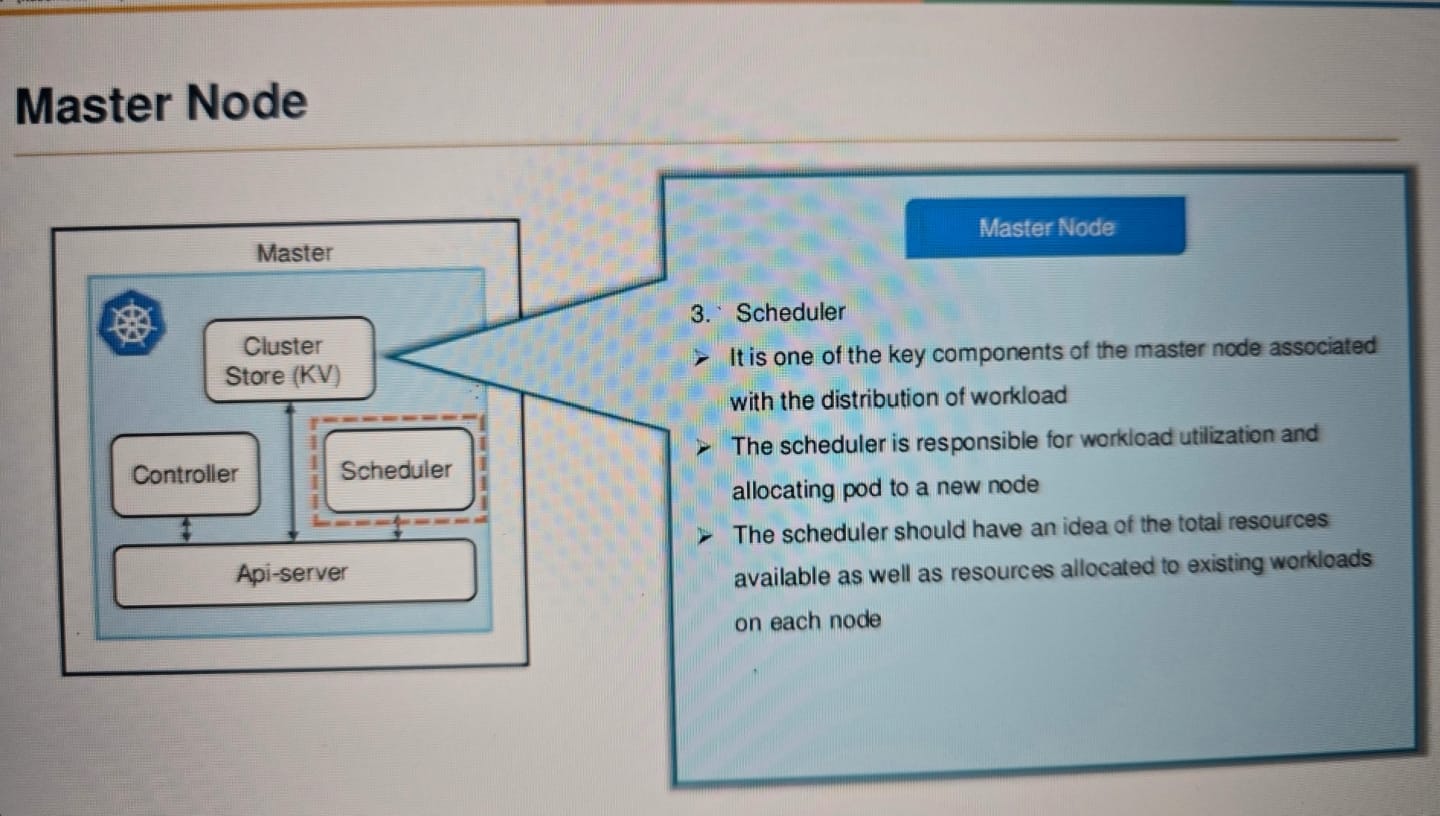 Master Node
Master
Cluster
Store (KV)
Controller
Scheduler
Api-server
Master Node
3. Scheduler
➢ It is one of the key components of the master node associated
with the distribution of workload
➢ The scheduler is responsible for workload utilization and
allocating pod to a new node
➢ The scheduler should have an idea of the total resources
available as well as resources allocated to existing workloads
on each node